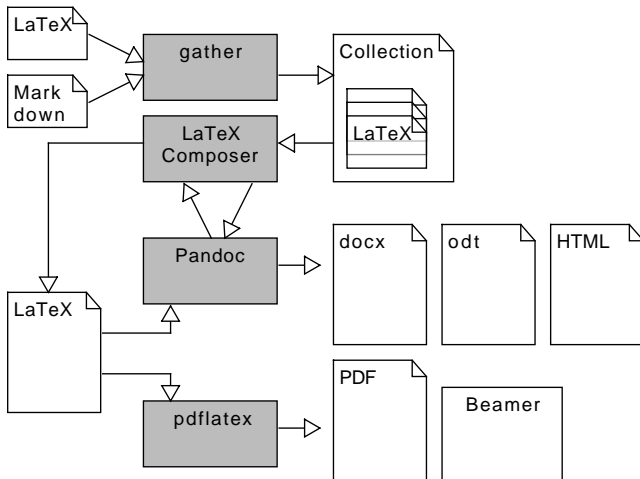 LaTeX
gather
Collection
Mark
down
LaTeX
LaTeX
Composer
Pandoc
docx
odt
HTML
LaTeX
PDF
Beamer
pdflatex